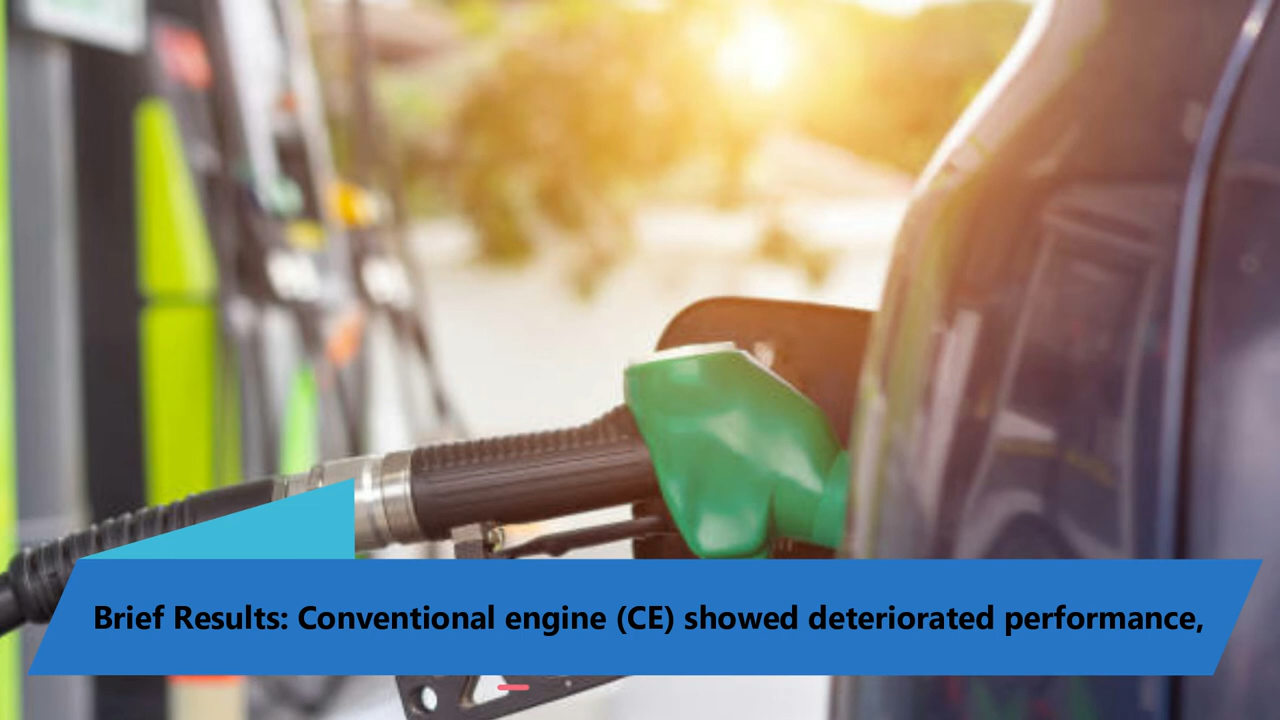 Brief Results: Conventional engine (CE) showed deteriorated performance,